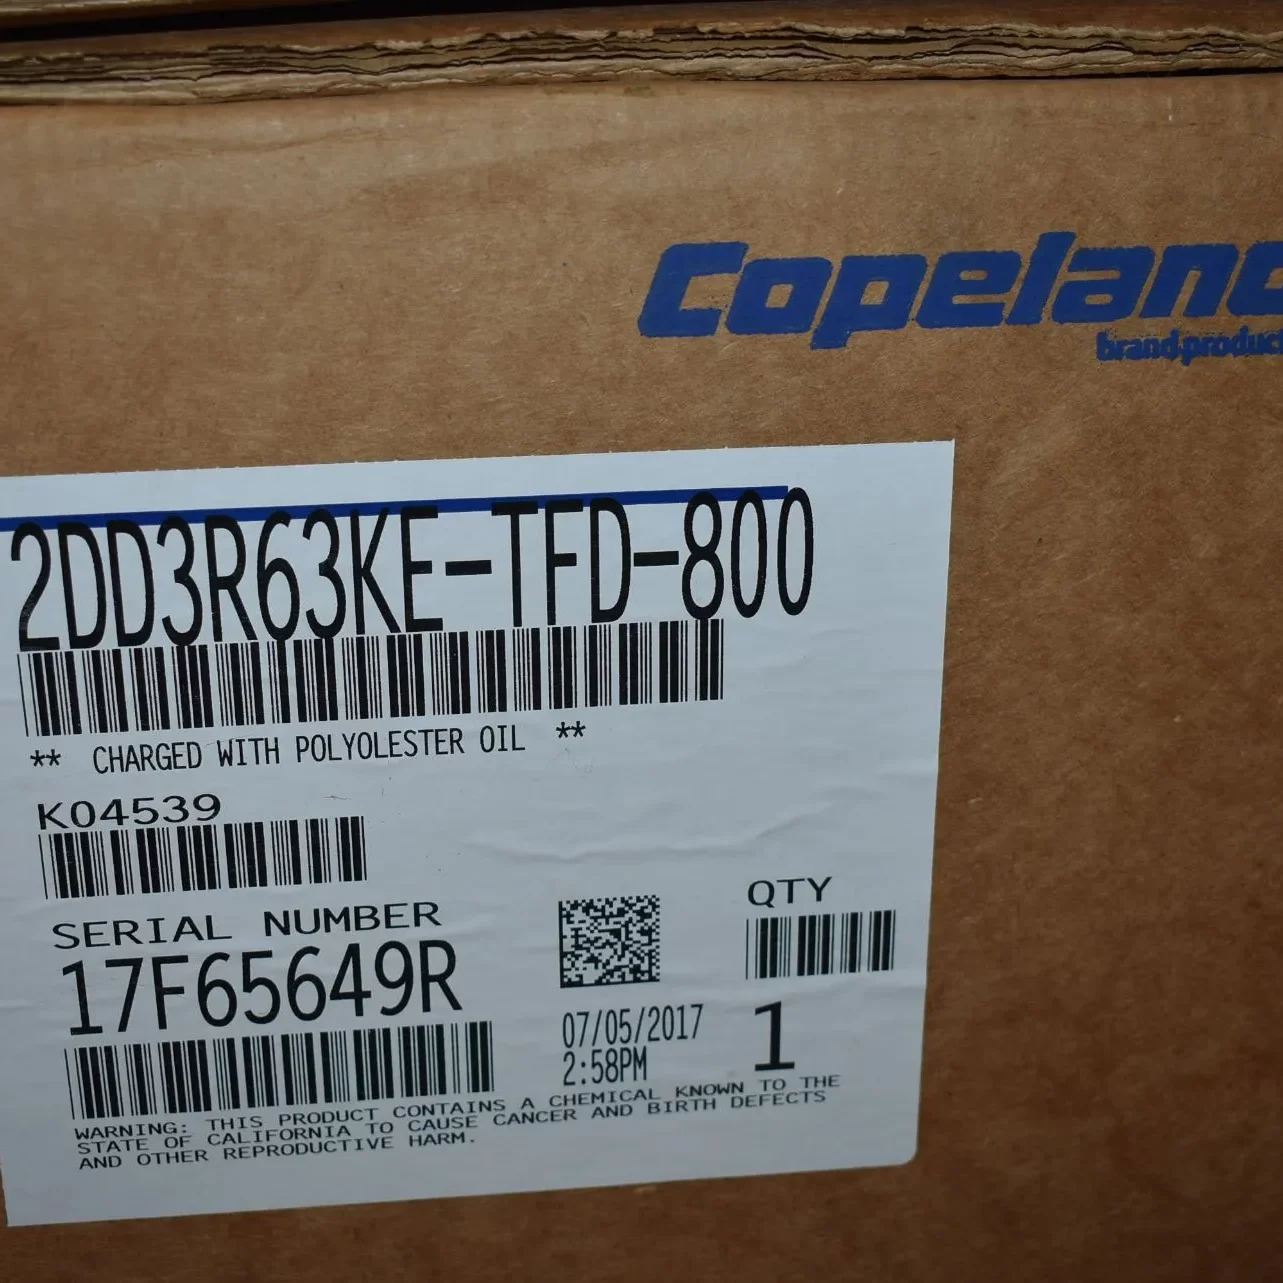 Copeland
brand products
2DD3R63KE-TFD-800
** CHARGED WITH POLYOLESTER OIL **
K04539
SERIAL NUMBER
17F65649R
QTY
1
07/05/2017
2:58PM
WARNING: THIS PRODUCT CONTAINS A CHEMICAL KNOWN TO THE
STATE OF CALIFORNIA TO CAUSE CANCER AND BIRTH DEFECTS
AND OTHER REPRODUCTIVE HARM.